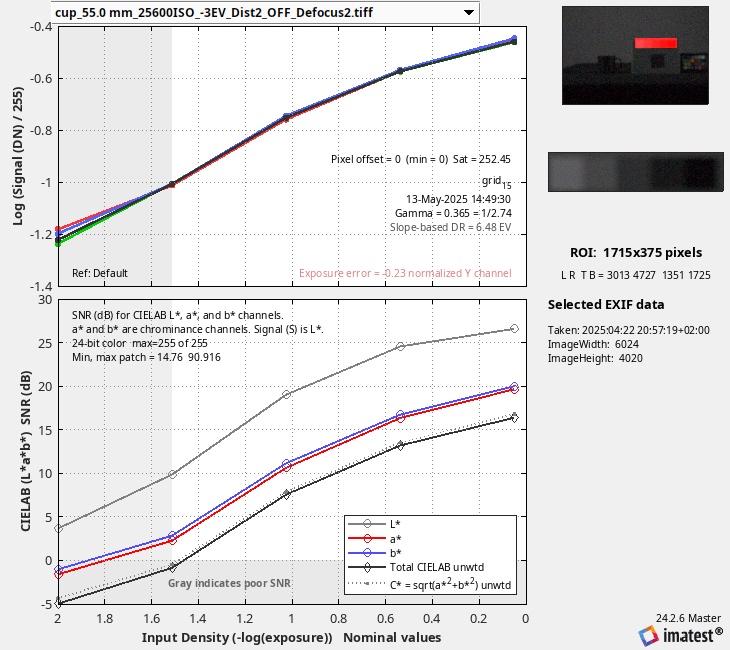 cup_55.0 mm_25600ISO_-3EV_Dist2_OFF_Defocus2.tiff
-0.4
-0.6
-0.8
-1
-1.2
-1.4
Log (Signal (DN) / 255)
Pixel offset = 0 (min = 0) Sat = 252.45
grid_15
13-May-2025 14:49:30
Gamma = 0.365 = 1/2.74
Slope-based DR = 6.48 EV
Ref: Default
Exposure error = -0.23 normalized Y channel
30
25
20
15
10
5
0
-5
CIELAB (L*a*b*) SNR (dB)
SNR (dB) for CIELAB L*, a*, and b* channels.
a* and b* are chrominance channels. Signal (S) is L*.
24-bit color max=255 of 255
Min, max patch = 14.76 90.916
L*
a*
b*
Total CIELAB unwtd
C* = sqrt(a*2+b*2) unwtd
Gray indicates poor SNR
2 1.8 1.6 1.4 1.2 1 0.8 0.6 0.4 0.2 0
Input Density (-log(exposure)) Nominal values
ROI: 1715x375 pixels
L R T B = 3013 4727 1351 1725
Selected EXIF data
Taken: 2025:04:22 20:57:19+02:00
ImageWidth: 6024
ImageHeight: 4020
24.2.6 Master
imatest®